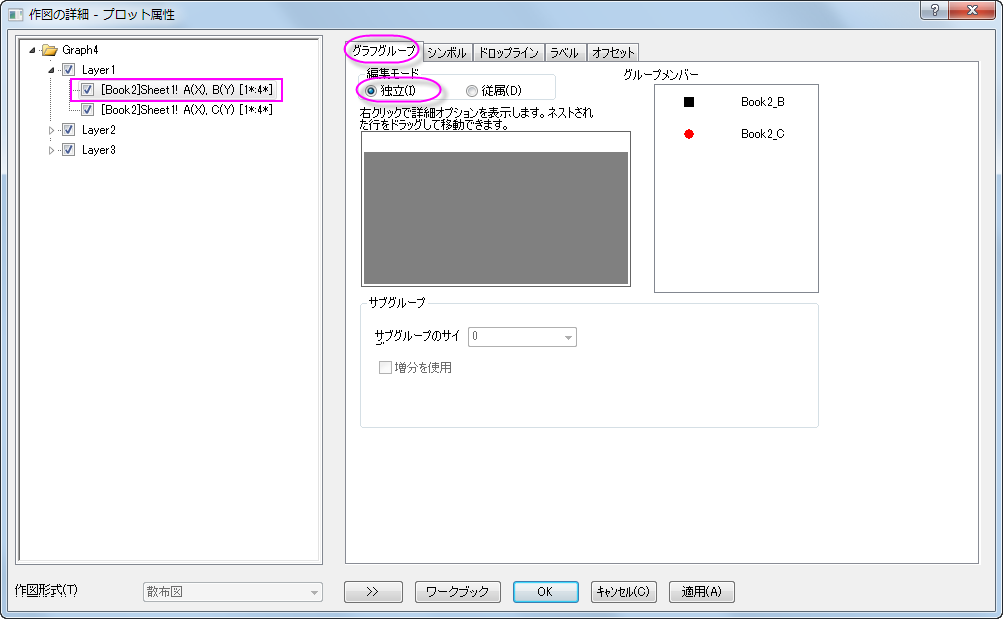 作図の詳細 - プロット属性
Graph4
Layer1
[Book2]Sheet1! A(X), B(Y) [1*:4*]
[Book2]Sheet1! A(X), C(Y) [1*:4*]
Layer2
Layer3
作図形式(T)
散布図
グラフグループ
シンボル
ドロップライン
ラベル
オフセット
編集モード
独立(I)
従属(D)
右クリックで詳細オプションを表示します。ネストされ
た行をドラッグして移動できます。
グループメンバー
Book2_B
Book2_C
サブグループ
サブグループのサイ
ズ
0
増分を使用
>>
ワークブック
OK
キャンセル(C)
適用(A)